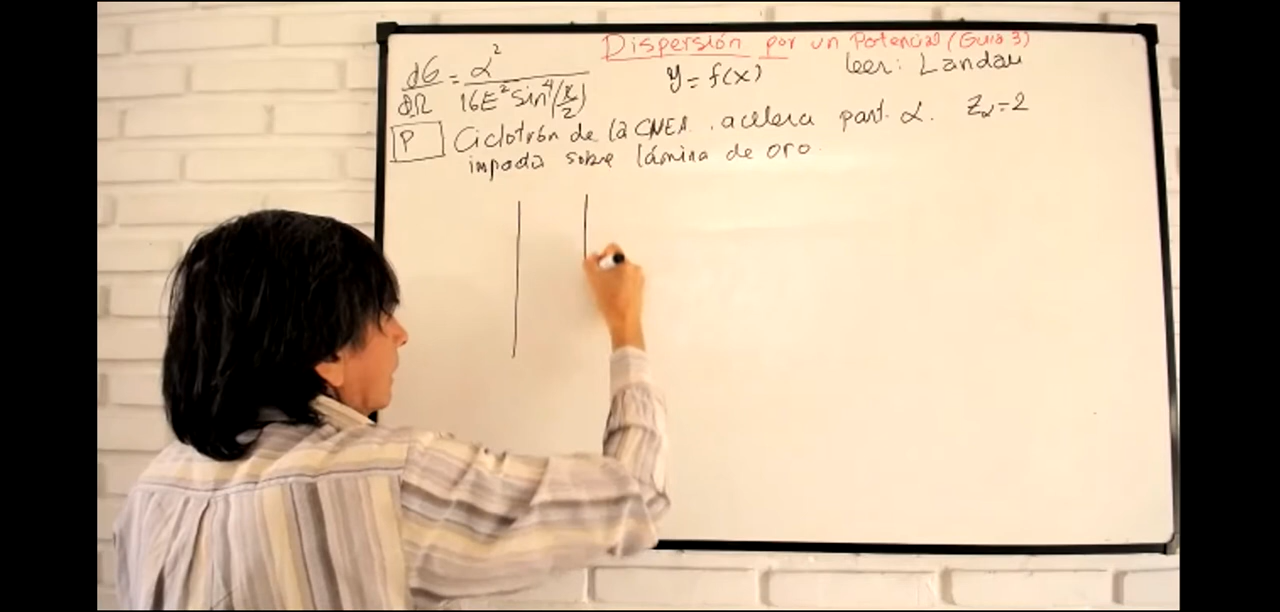 Dispersión por un Potencial (Guía 3)
dG/dΩ = α²/16E² Sin⁴(χ/2)
y = f(x)
leer: Landau
P Ciclotrón de la CNEA. acelera part. α. Zα=2
impacta sobre lámina de oro.